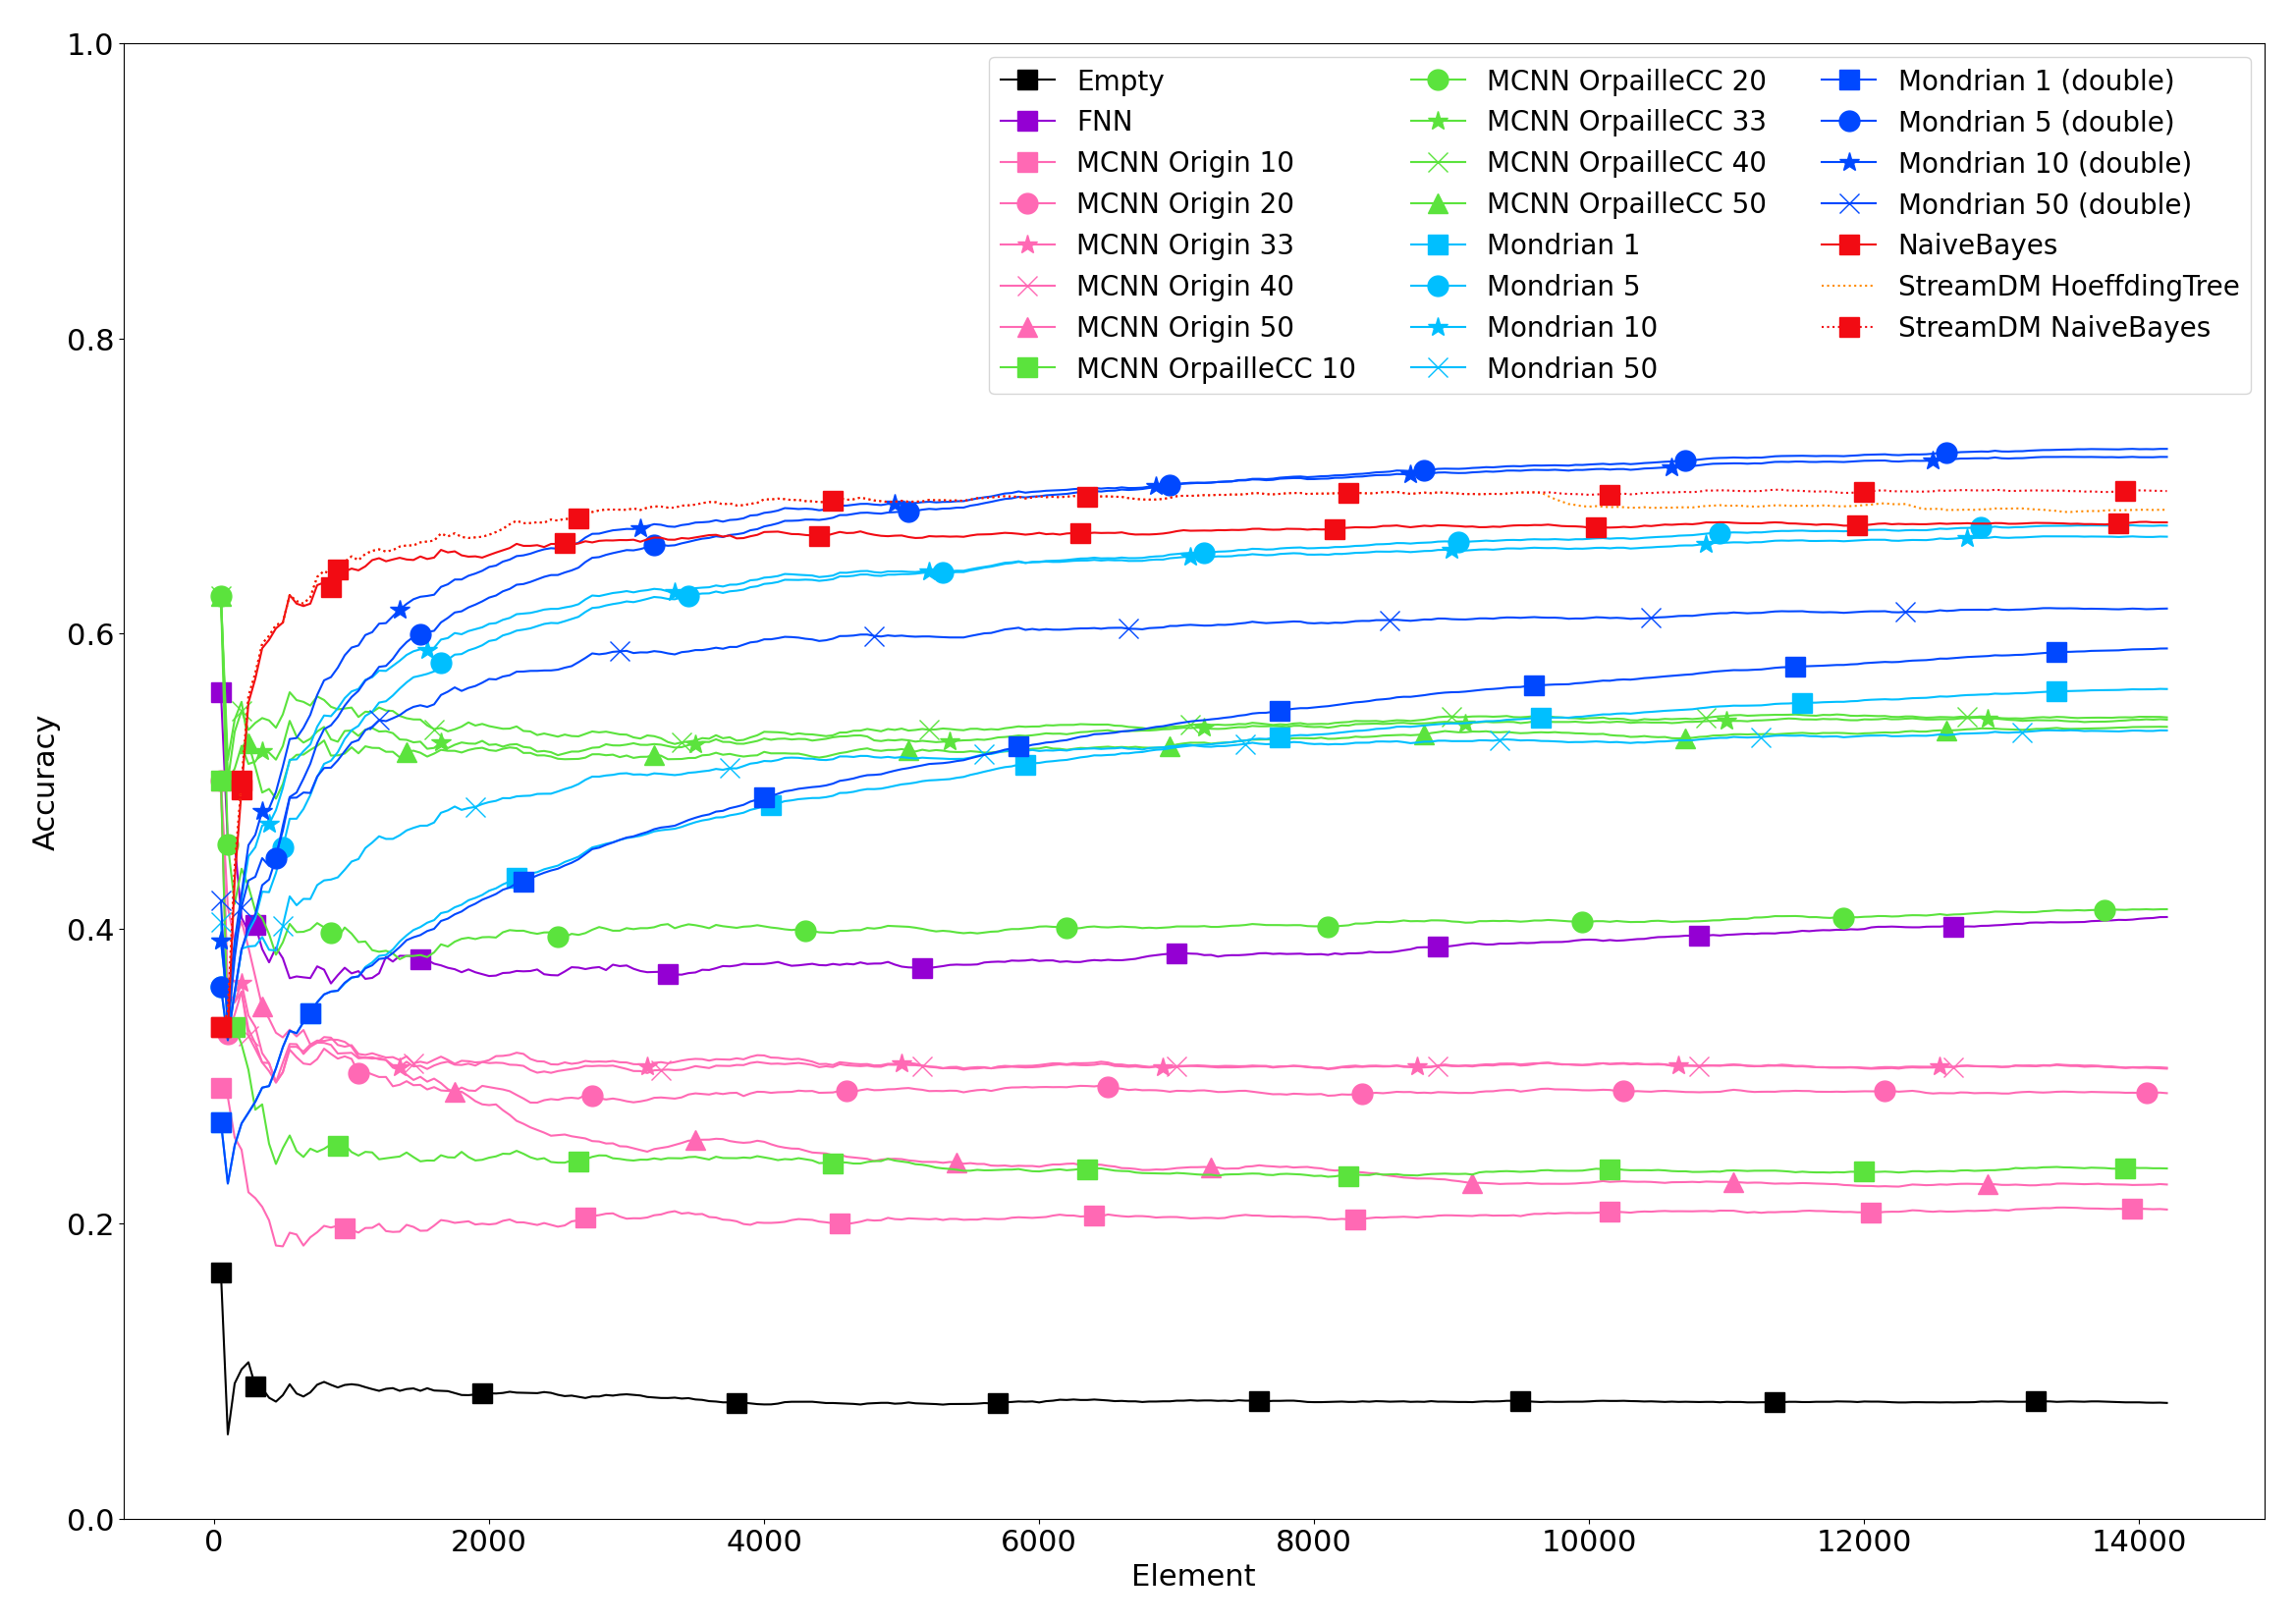 1.0
0.8
0.6
0.4
0.2
0.0
Accuracy
0 2000 4000 6000 8000 10000 12000 14000
Element
Empty
FNN
MCNN Origin 10
MCNN Origin 20
MCNN Origin 33
MCNN Origin 40
MCNN Origin 50
MCNN OrpailleCC 10
MCNN OrpailleCC 20
MCNN OrpailleCC 33
MCNN OrpailleCC 40
MCNN OrpailleCC 50
Mondrian 1
Mondrian 5
Mondrian 10
Mondrian 50
Mondrian 1 (double)
Mondrian 5 (double)
Mondrian 10 (double)
Mondrian 50 (double)
NaiveBayes
StreamDM HoeffdingTree
StreamDM NaiveBayes